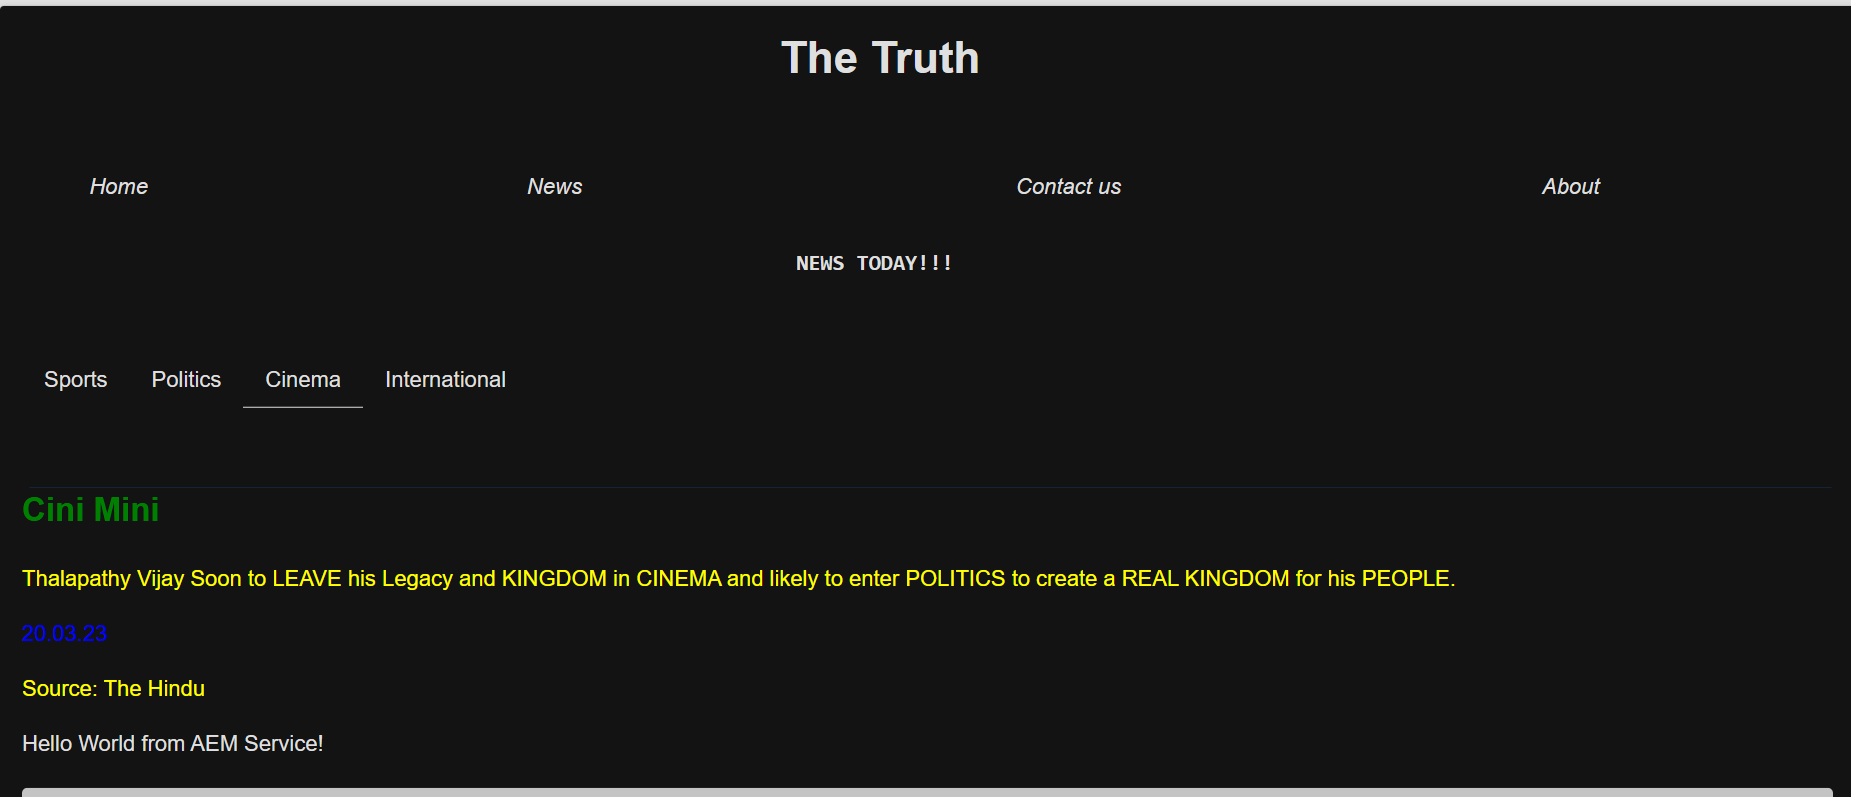 The Truth
Home News Contact us About
NEWS TODAY!!!
Sports Politics Cinema International
Cini Mini
Thalapathy Vijay Soon to LEAVE his Legacy and KINGDOM in CINEMA and likely to enter POLITICS to create a REAL KINGDOM for his PEOPLE.
20.03.23
Source: The Hindu
Hello World from AEM Service!